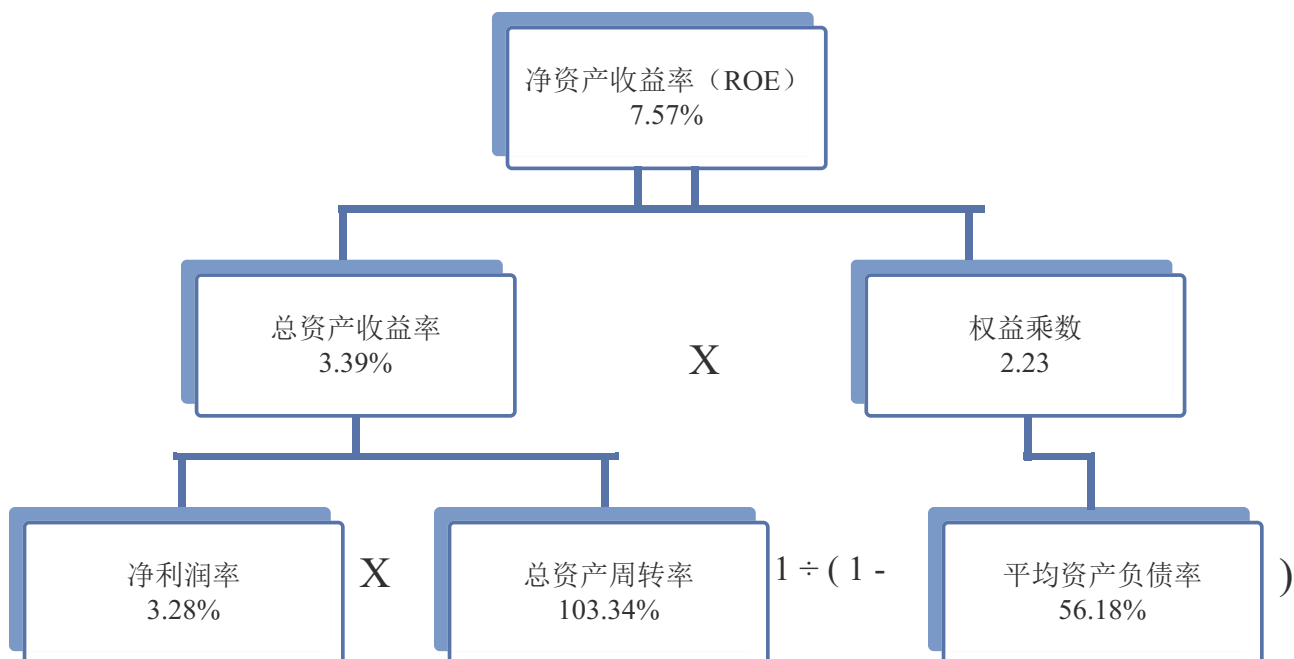 净资产收益率（ROE）
7.57%
总资产收益率
3.39%
X
权益乘数
2.23
净利润率
3.28%
X
总资产周转率
103.34%
1 ÷ ( 1 -
平均资产负债率
56.18%
)